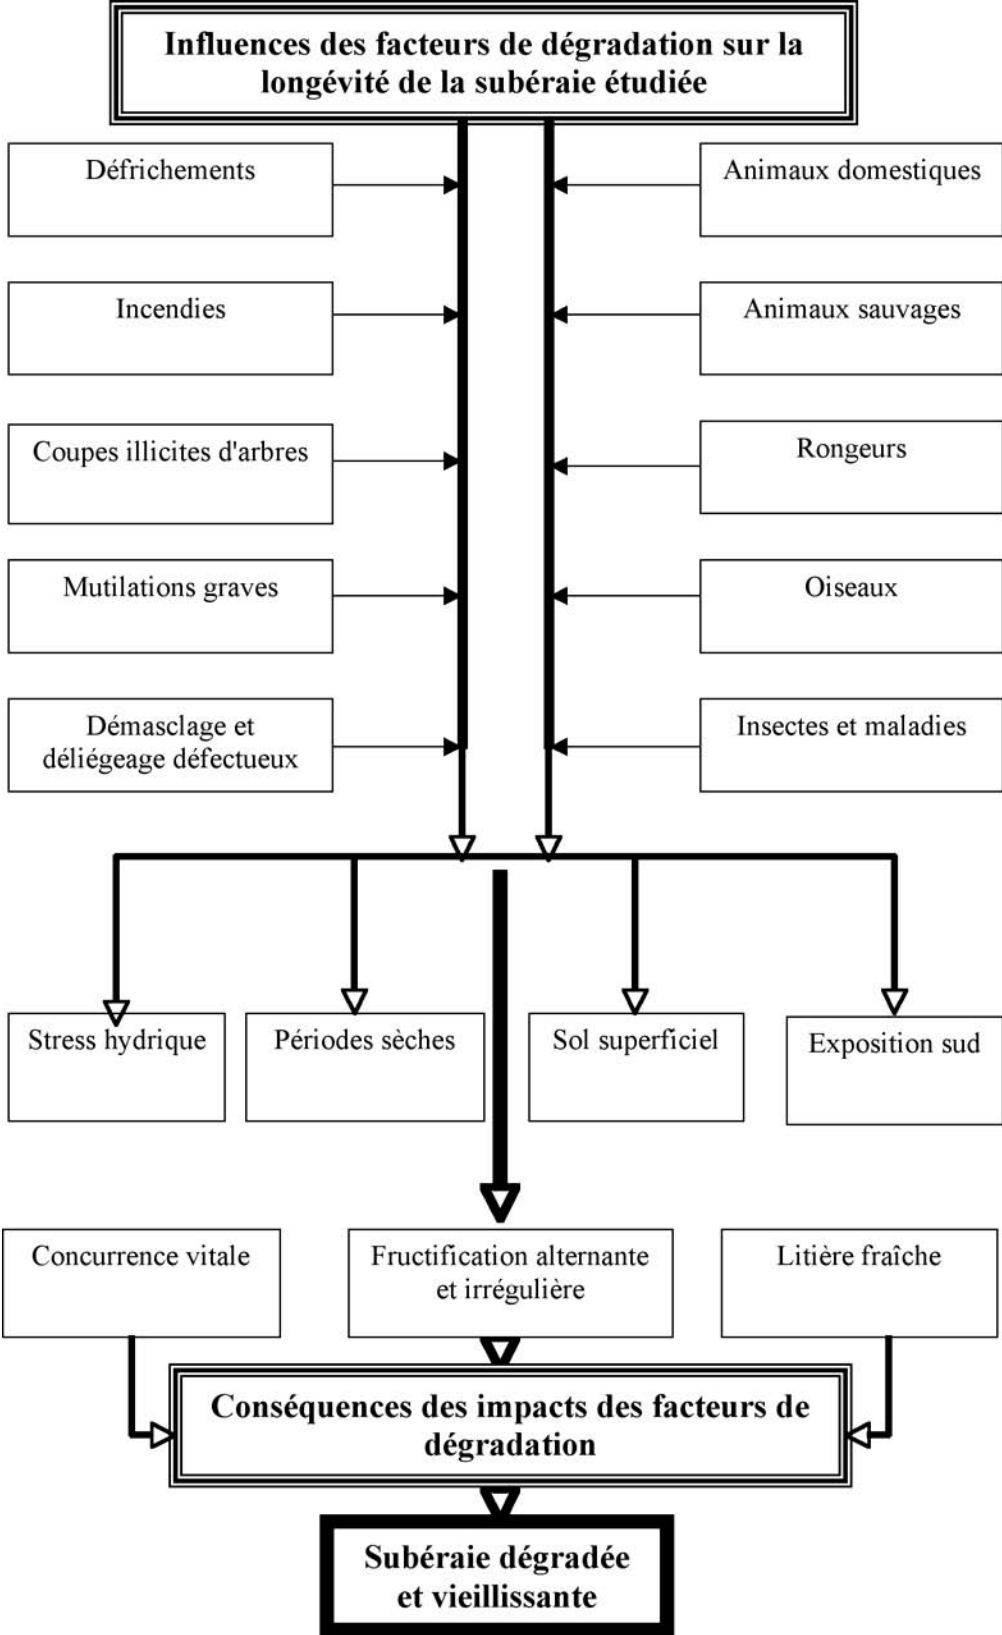 Influences des facteurs de dégradation sur la
longévité de la subéraie étudiée
Défrichements
Animaux domestiques
Incendies
Animaux sauvages
Coupes illicites d'arbres
Rongeurs
Mutilations graves
Oiseaux
Démasclage et
déliégeage défectueux
Insectes et maladies
Stress hydrique
Périodes sèches
Sol superficiel
Exposition sud
Concurrence vitale
Fructification alternante
et irrégulière
Litière fraîche
Conséquences des impacts des facteurs de
dégradation
Subéraie dégradée
et vieillissante